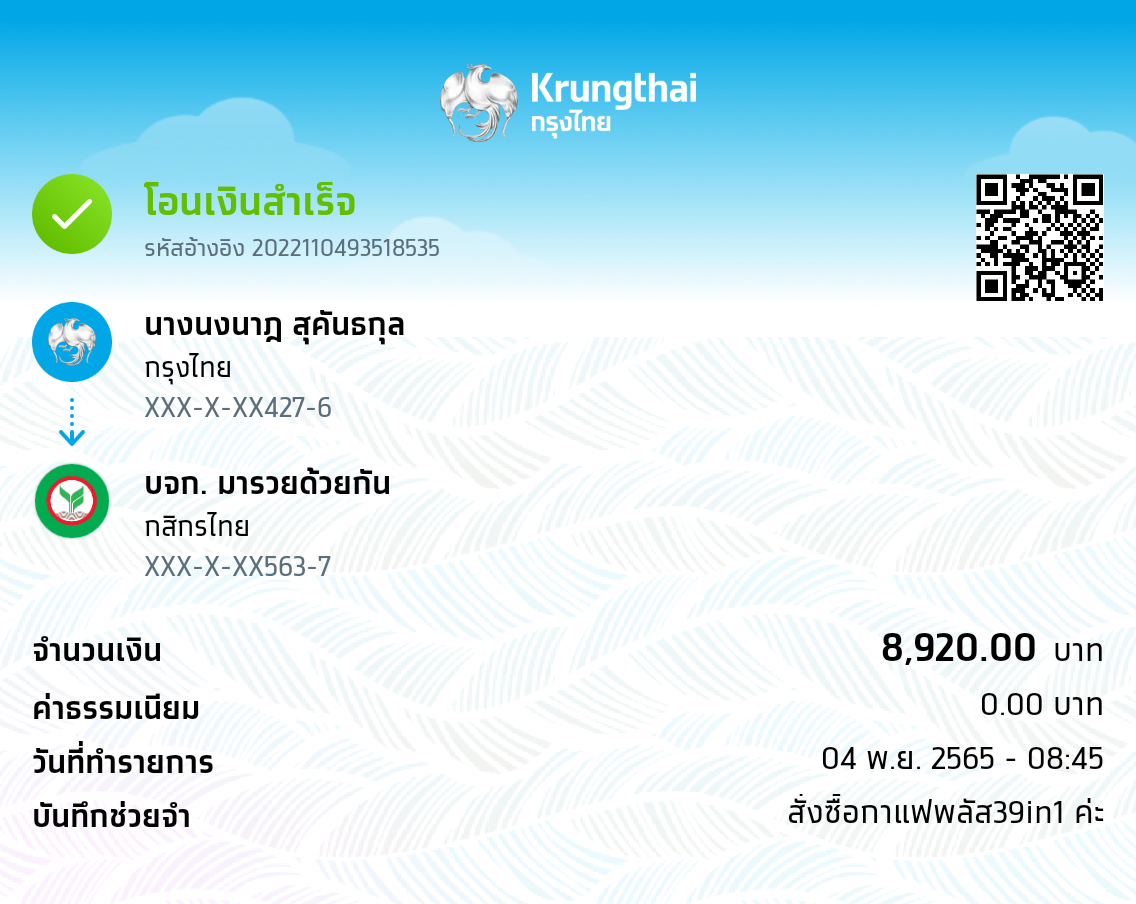 Krungthai
กรุงไทย
โอนเงินสำเร็จ
รหัสอ้างอิง 2022110493518535
นางนงนาฎ สุคันธกุล
กรุงไทย
XXX-X-XX427-6
บจก. มารวยด้วยกัน
กสิกรไทย
XXX-X-XX563-7
จำนวนเงิน 8,920.00 บาท
ค่าธรรมเนียม 0.00 บาท
วันที่ทำรายการ 04 พ.ย. 2565 - 08:45
บันทึกช่วยจำ สั่งซื้อกาแฟพลัส39in1 ค่ะ